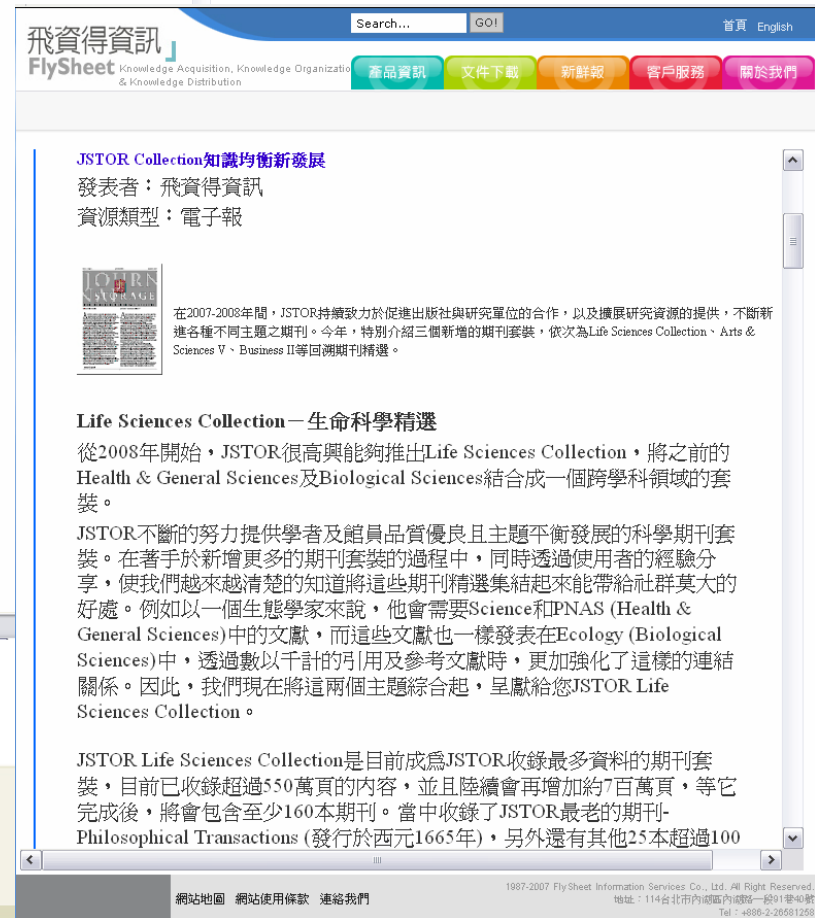 Search... GO! 首頁 English
飛資得資訊
FlySheet Knowledge Acquisition, Knowledge Organizatio
& Knowledge Distribution
產品資訊 文件下載 新鮮報 客戶服務 關於我們
JSTOR Collection知識均衡新發展
發表者：飛資得資訊
資源類型：電子報
JOURN
STORAGE
在2007-2008年間，JSTOR持續致力於促進出版社與研究單位的合作，以及擴展研究資源的提供，不斷新
進各種不同主題之期刊。今年，特別介紹三個新增的期刊套裝，依次為Life Sciences Collection、Arts &
Sciences V、Business II等回溯期刊精選。
Life Sciences Collection－生命科學精選
從2008年開始，JSTOR很高興能夠推出Life Sciences Collection，將之前的
Health & General Sciences及Biological Sciences結合成一個跨學科領域的套
裝。
JSTOR不斷的努力提供學者及館員品質優良且主題平衡發展的科學期刊套
裝。在著手於新增更多的期刊套裝的過程中，同時透過使用者的經驗分
享，使我們越來越清楚的知道將這些期刊精選集結起來能帶給社群莫大的
好處。例如以一個生態學家來說，他會需要Science和PNAS (Health &
General Sciences)中的文獻，而這些文獻也一樣發表在Ecology (Biological
Sciences)中，透過數以千計的引用及參考文獻時，更加強化了這樣的連結
關係。因此，我們現在將這兩個主題綜合起，呈獻給您JSTOR Life
Sciences Collection。
JSTOR Life Sciences Collection是目前成為JSTOR收錄最多資料的期刊套
裝，目前已收錄超過550萬頁的內容，並且陸續會再增加約7百萬頁，等它
完成後，將會包含至少160本期刊。當中收錄了JSTOR最老的期刊-
Philosophical Transactions (發行於西元1665年)，另外還有其他25本超過100
網站地圖 網站使用條款 連絡我們
1987-2007 FlySheet Information Services Co., Ltd. All Right Reserved.
地址：114台北市內湖區內湖路一段91巷40號
Tel：+886-2-26581258